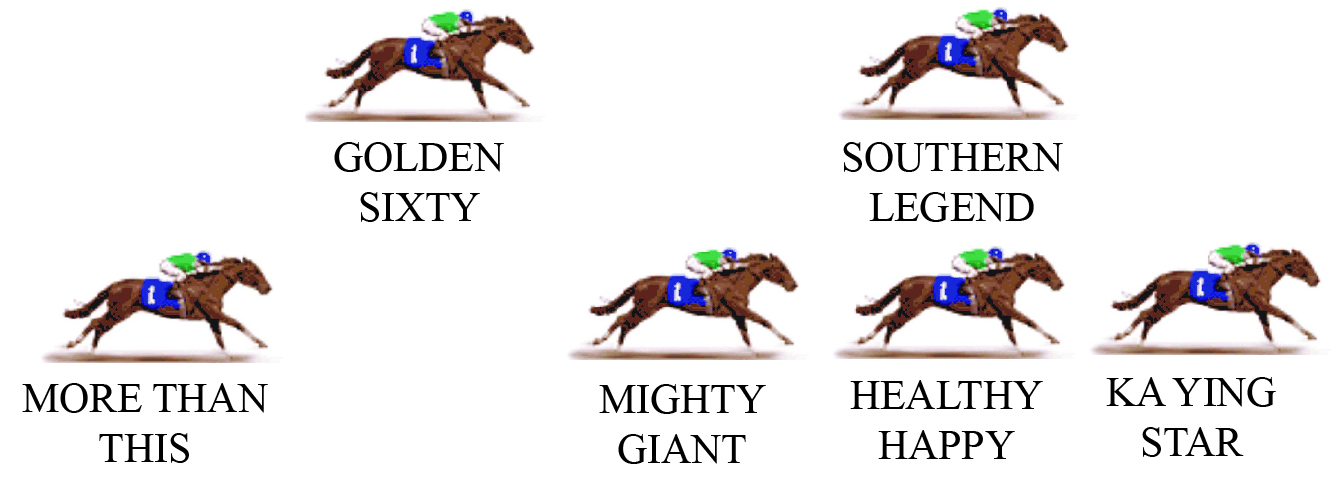 GOLDEN
SIXTY
SOUTHERN
LEGEND
MORE THAN
THIS
MIGHTY
GIANT
HEALTHY
HAPPY
KA YING
STAR